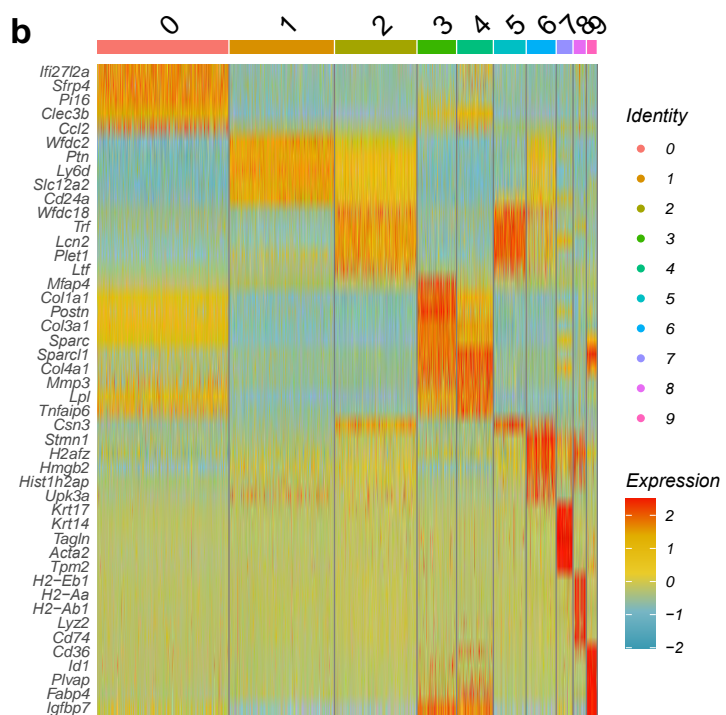 b
0 1 2 3 4 5 6 7 8 9
Ifi27l2a
Sfrp4
Pi16
Clec3b
Ccl2
Wfdc2
Ptn
Ly6d
Slc12a2
Cd24a
Wfdc18
Trf
Lcn2
Plet1
Ltf
Mfap4
Col1a1
Postn
Col3a1
Sparc
Sparcl1
Col4a1
Mmp3
Lpl
Tnfaip6
Csn3
Stmn1
H2afz
Hmgb2
Hist1h2ap
Upk3a
Krt17
Krt14
Tagln
Acta2
Tpm2
H2−Eb1
H2−Aa
H2−Ab1
Lyz2
Cd74
Cd36
Id1
Plvap
Fabp4
Igfbp7
Identity
0
1
2
3
4
5
6
7
8
9
Expression
2
1
0
−1
−2